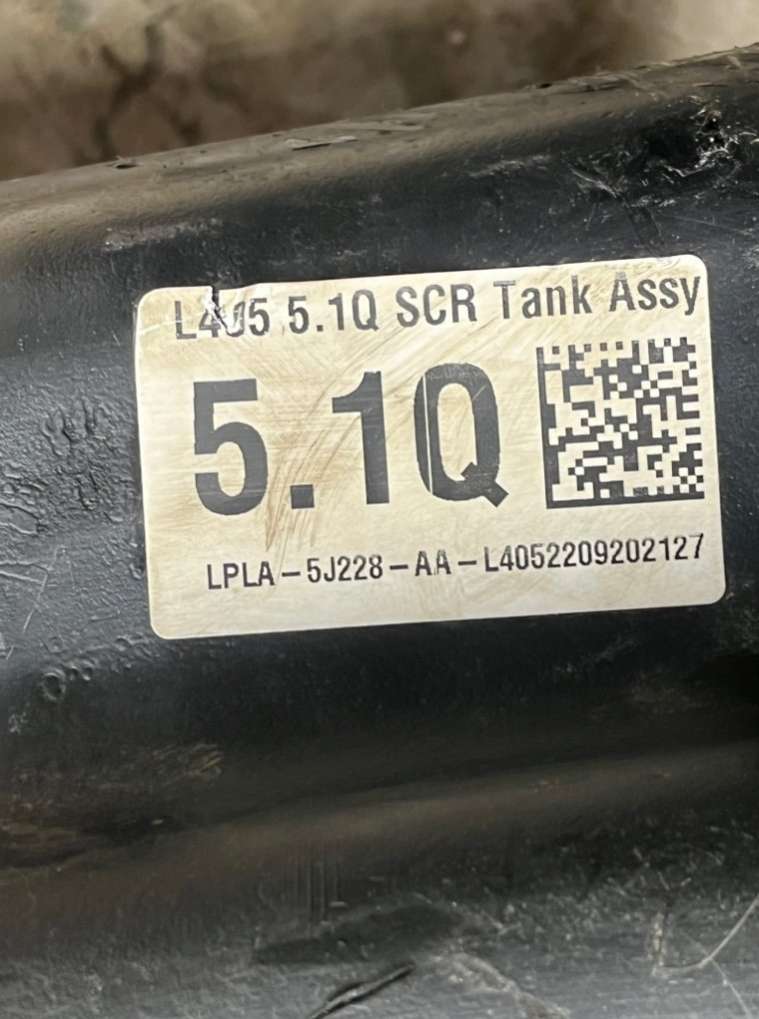 L405 5.1Q SCR Tank Assy
5.1Q
LPLA-5J228-AA-L4052209202127